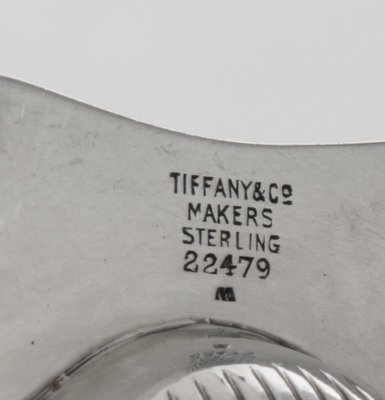 TIFFANY&Co
MAKERS
STERLING
22479
M